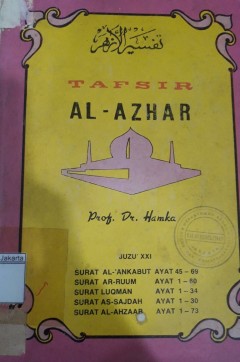 تفسير الأزهر
TAFSIR
AL-AZHAR
Prof. Dr. Hamka
JUZU' XXI
SURAT AL-'ANKABUT AYAT 45 - 69
SURAT AR-RUUM AYAT 1 - 60
SURAT LUQMAN AYAT 1 - 34
SURAT AS-SAJDAH AYAT 1 - 30
SURAT AL-AHZAAB AYAT 1 - 73
Jakarta